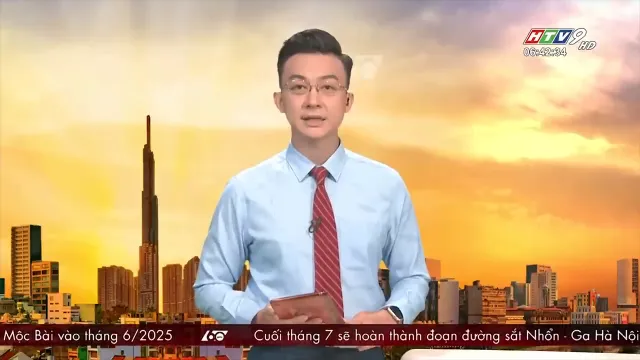 HTV9 HD
06:42:34
Mộc Bài vào tháng 6/2025
60 Cuối tháng 7 sẽ hoàn thành đoạn đường sắt Nhổn - Ga Hà Nội